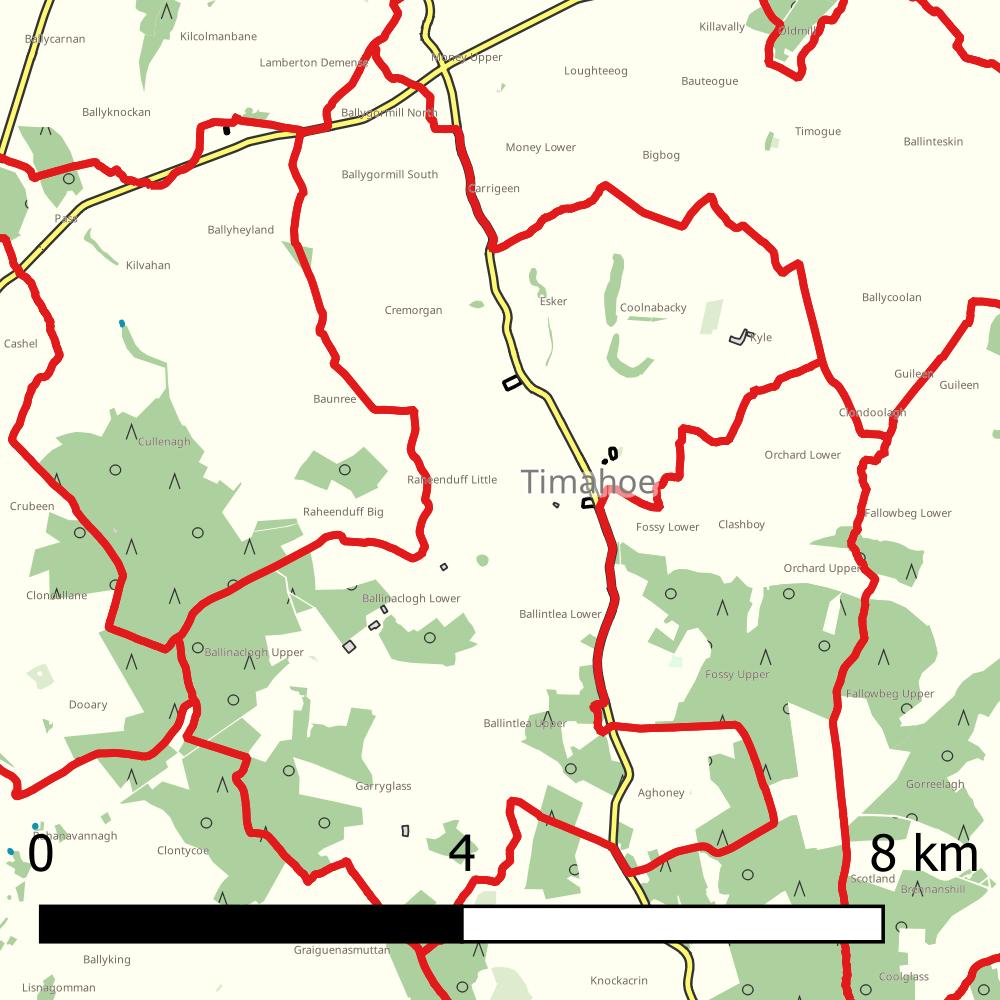 Killavally
Oldmill
Ballycarnan
Kilcolmanbane
Lamberton Demense
Money Upper
Loughteeog
Bauteogue
Ballyknockan
Ballygormill North
Timogue
Ballinteskin
Money Lower
Bigbog
Ballygormill South
Carrigeen
Pass
Ballyheyland
Kilvahan
Ballycoolan
Esker
Coolnabacky
Cremorgan
Kyle
Cashel
Guileen
Guileen
Baunree
Clondoolagh
Cullenagh
Orchard Lower
Raheenduff Little
Timahoe
Crubeen
Raheenduff Big
Fallowbeg Lower
Fossy Lower
Clashboy
Orchard Upper
Ballinaclogh Lower
Ballintlea Lower
Ballinaclogh Upper
Fossy Upper
Fallowbeg Upper
Dooary
Ballintlea Upper
Garryglass
Gorreelagh
Aghoney
Clontycoe
0
4
8 km
Scotland
Brennanshill
Graiguenasmuttan
Ballyking
Coolglass
Knockacrin
Lisnagomman